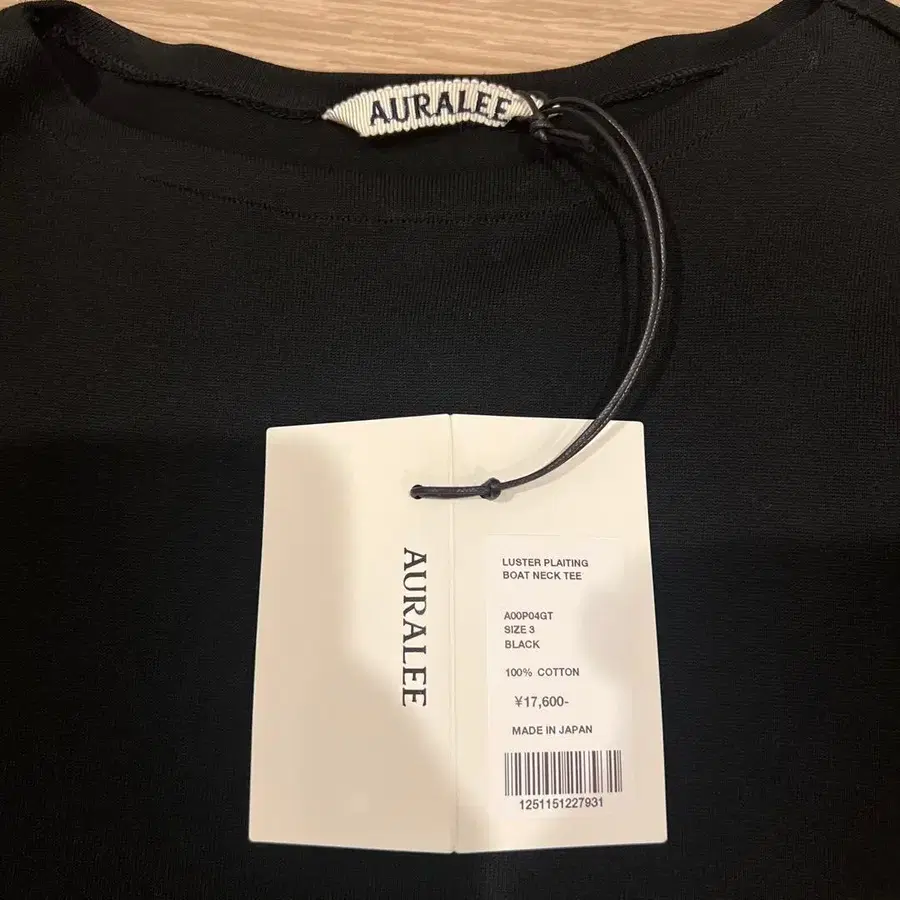 AURALEE
AURALEE
LUSTER PLAITING
BOAT NECK TEE
A00P04GT
SIZE 3
BLACK
100% COTTON
¥17,600-
MADE IN JAPAN
1251151227931